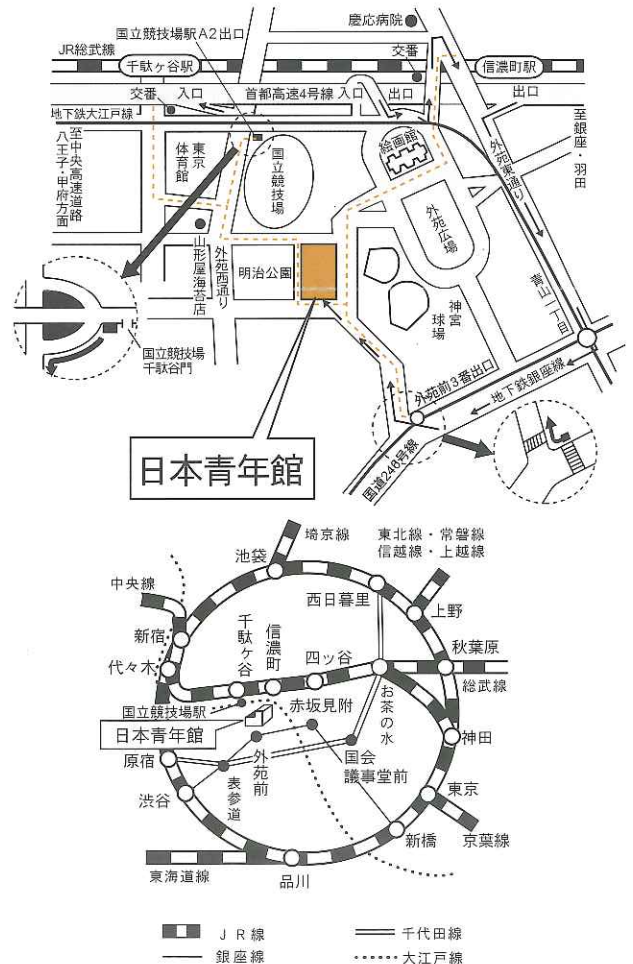 慶応病院
国立競技場駅A2出口
JR総武線
千駄ヶ谷駅
交番
信濃町駅
交番
入口
首都高速4号線
入口
出口
出口
地下鉄大江戸線
至中央高速道路
八王子・甲府方面
東京
体育館
国立競技場
絵画館
外苑東通り
至銀座・羽田
外苑広場
山形屋海苔店
外苑西通り
明治公園
神宮
球場
青山一丁目
国立競技場
千駄谷門
外苑前3番出口
地下鉄銀座線
日本青年館
国道246号線
埼京線
東北線・常磐線
信越線・上越線
池袋
西日暮里
中央線
上野
新宿
千駄ヶ谷
信濃町
四ッ谷
秋葉原
代々木
総武線
お茶の水
国立競技場駅
赤坂見附
日本青年館
神田
原宿
外苑前
国会
議事堂前
表参道
東京
渋谷
新橋
京葉線
東海道線
品川
JR線
千代田線
銀座線
大江戸線